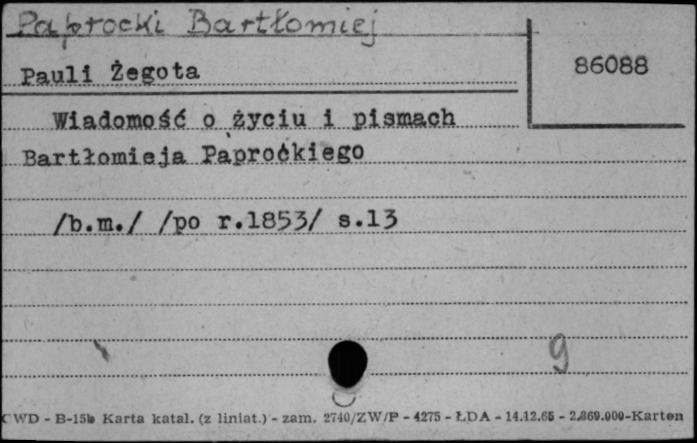 Paprocki Bartłomiej
Pauli Żegota
86088
Wiadomość o życiu i pismach
Bartłomieja Paprockiego
/b.m./ /po r.1853/ s.13
9
CWD - B-15b Karta katal. (z liniat.) - zam. 2740/ZW/P - 4275 - ŁDA - 14.12.65 - 2.869.000-Karten